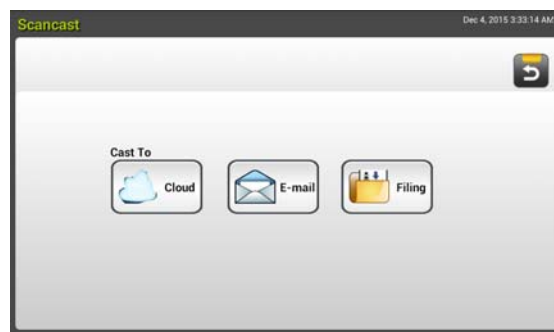 Scancast
Dec 4, 2015 3:33:14 AM
Cast To
Cloud
E-mail
Filing